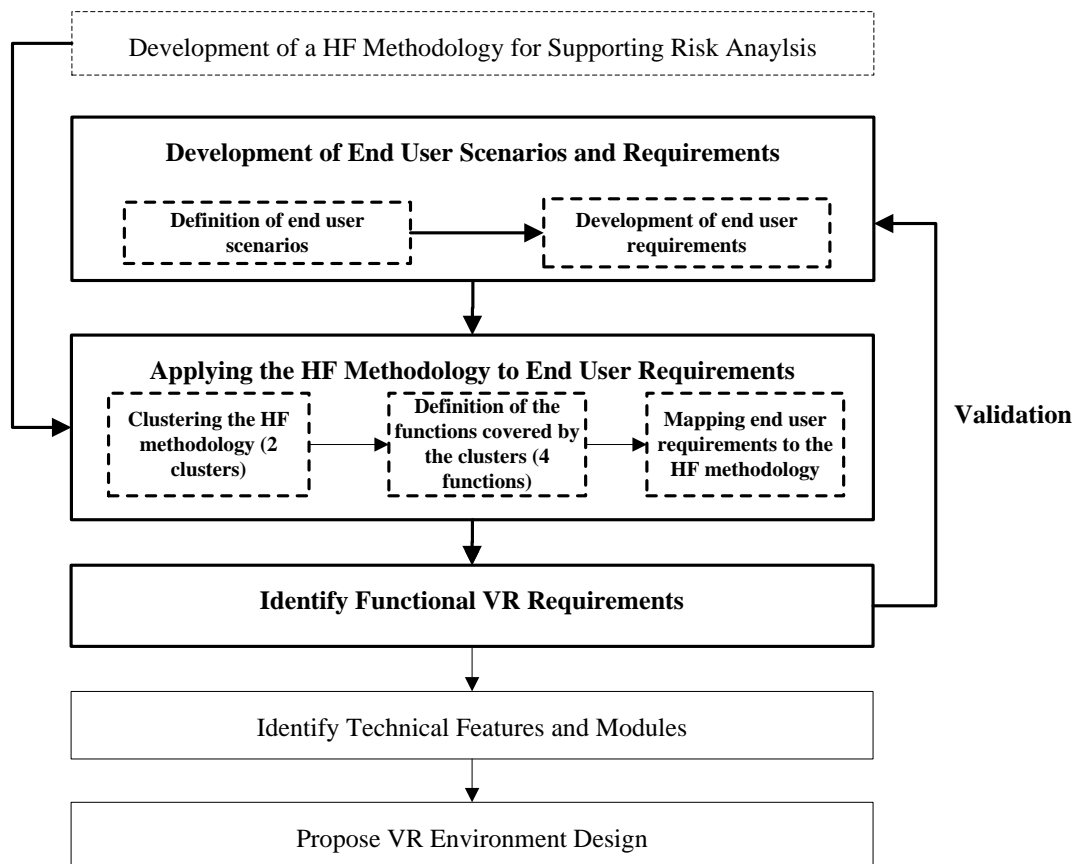 Development of a HF Methodology for Supporting Risk Anaylsis
Development of End User Scenarios and Requirements
Definition of end user
scenarios
Development of end user
requirements
Applying the HF Methodology to End User Requirements
Clustering the HF
methodology (2
clusters)
Definition of the
functions covered by
the clusters (4
functions)
Mapping end user
requirements to the
HF methodology
Validation
Identify Functional VR Requirements
Identify Technical Features and Modules
Propose VR Environment Design